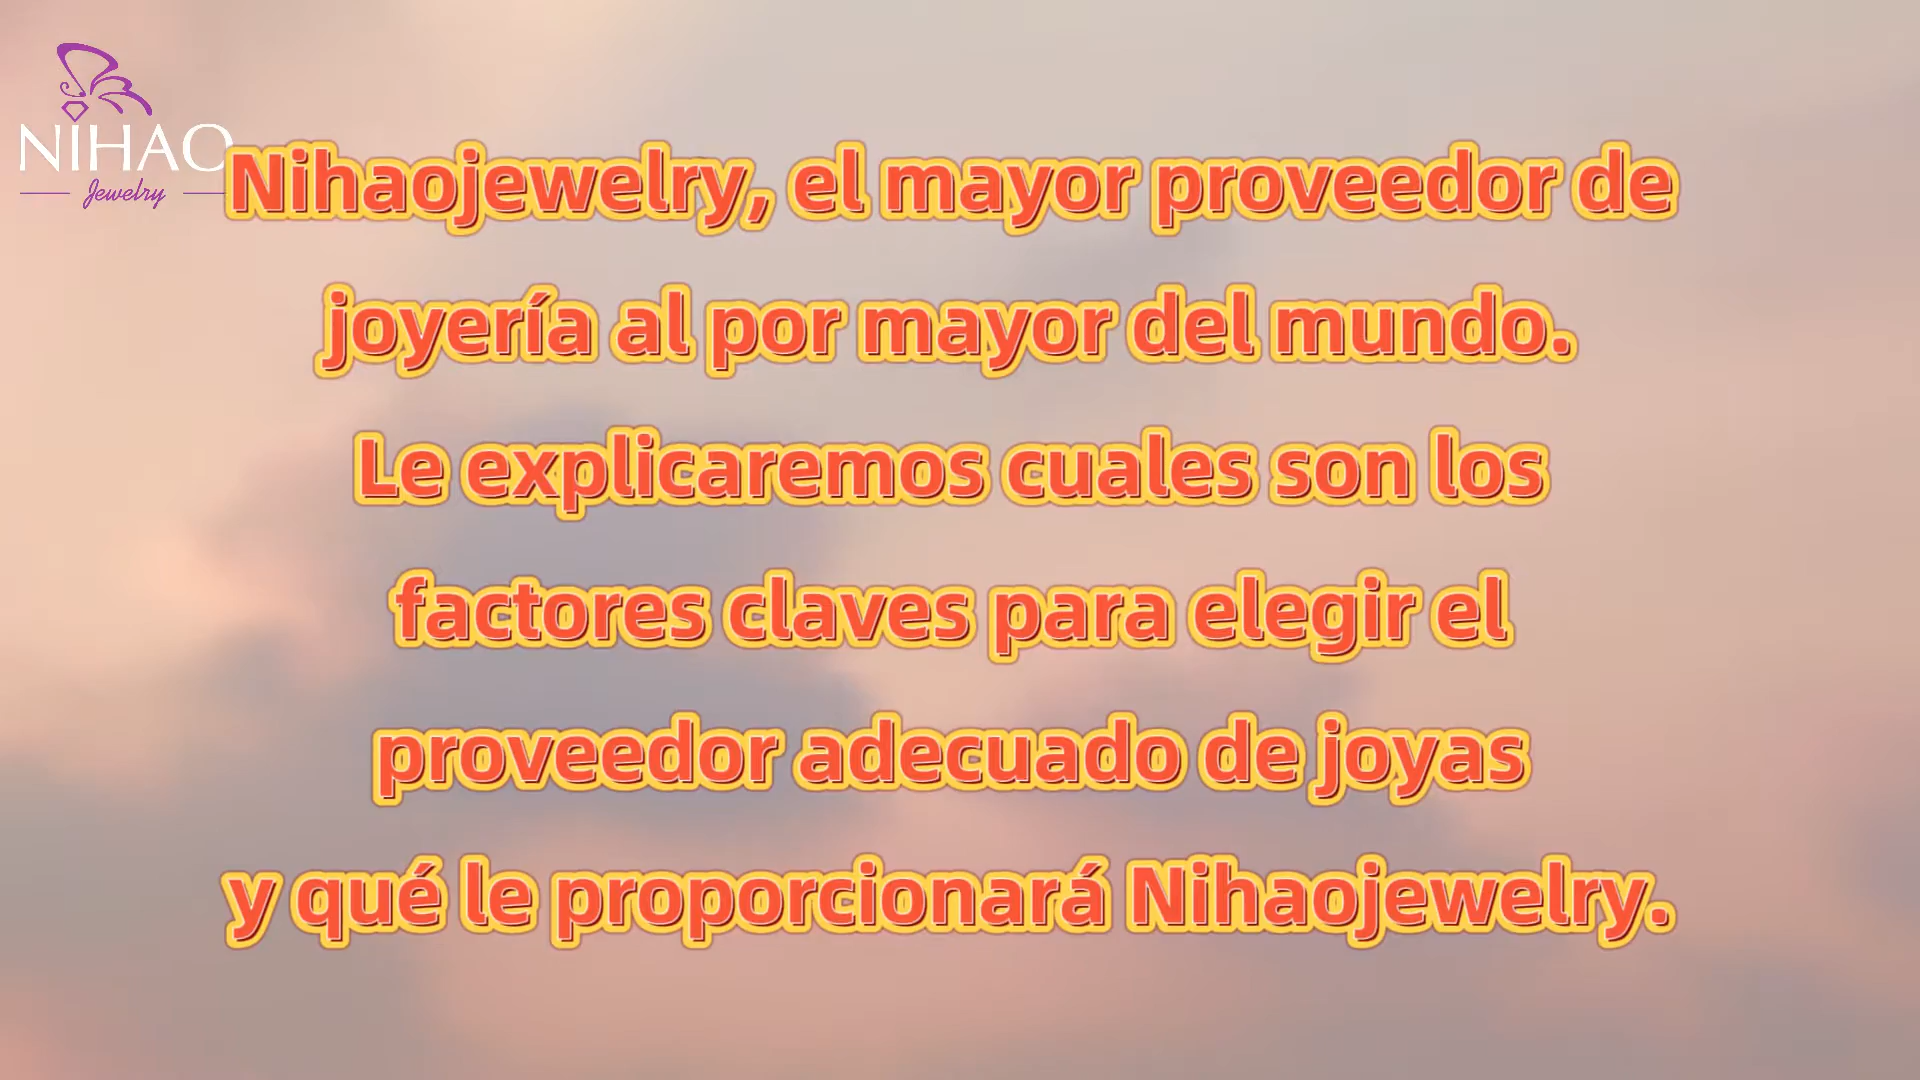 NIHAO
Jewelry
Nihaojewelry, el mayor proveedor de
joyería al por mayor del mundo.
Le explicaremos cuales son los
factores claves para elegir el
proveedor adecuado de joyas
y qué le proporcionará Nihaojewelry.